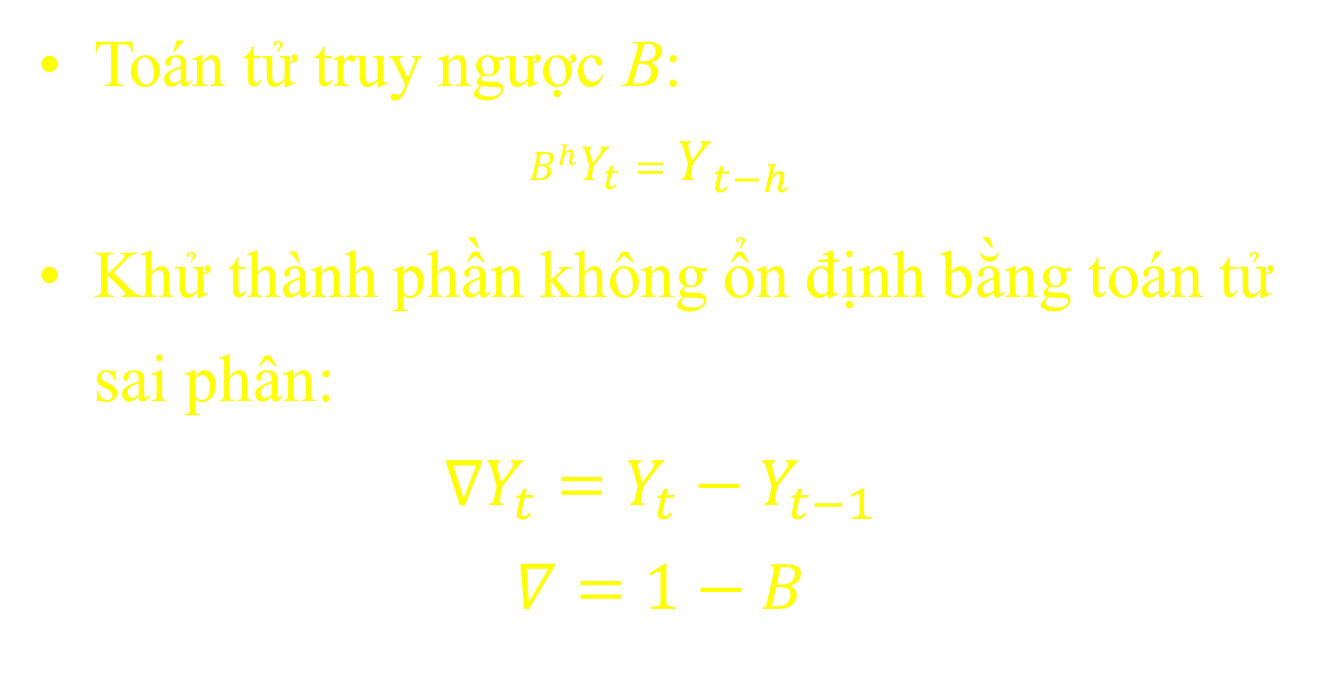 • Toán tử truy ngược B:
BʰYₜ = Yₜ₋ₕ
• Khử thành phần không ổn định bằng toán tử
sai phân:
∇Yₜ = Yₜ − Yₜ₋₁
∇ = 1 − B